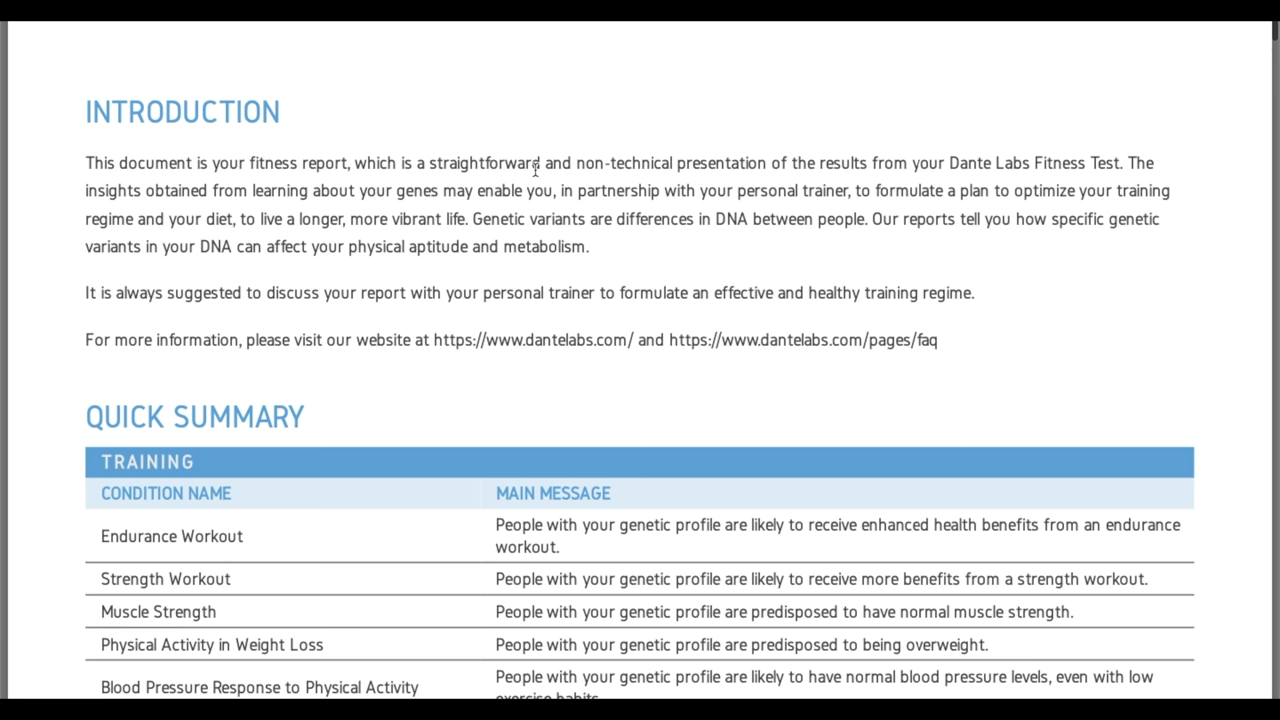 INTRODUCTION
This document is your fitness report, which is a straightforward and non-technical presentation of the results from your Dante Labs Fitness Test. The
insights obtained from learning about your genes may enable you, in partnership with your personal trainer, to formulate a plan to optimize your training
regime and your diet, to live a longer, more vibrant life. Genetic variants are differences in DNA between people. Our reports tell you how specific genetic
variants in your DNA can affect your physical aptitude and metabolism.
It is always suggested to discuss your report with your personal trainer to formulate an effective and healthy training regime.
For more information, please visit our website at https://www.dantelabs.com/ and https://www.dantelabs.com/pages/faq
QUICK SUMMARY
TRAINING
CONDITION NAME MAIN MESSAGE
Endurance Workout People with your genetic profile are likely to receive enhanced health benefits from an endurance
workout.
Strength Workout People with your genetic profile are likely to receive more benefits from a strength workout.
Muscle Strength People with your genetic profile are predisposed to have normal muscle strength.
Physical Activity in Weight Loss People with your genetic profile are predisposed to being overweight.
Blood Pressure Response to Physical Activity People with your genetic profile are likely to have normal blood pressure levels, even with low
exercise habits.